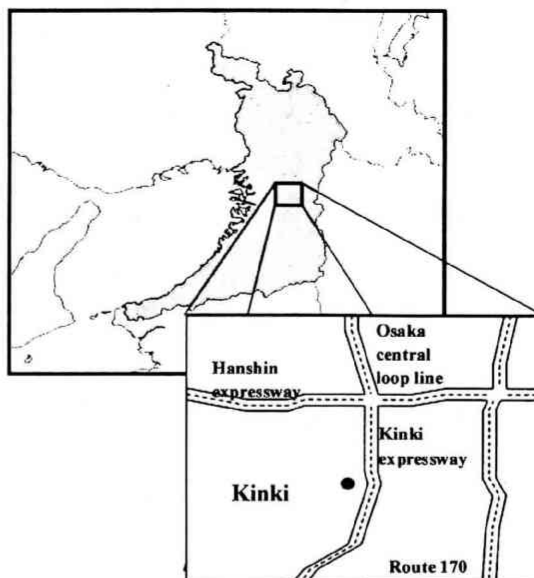 Osaka
central
loop line
Hanshin
expressway
Kinki
expressway
Kinki
Route 170